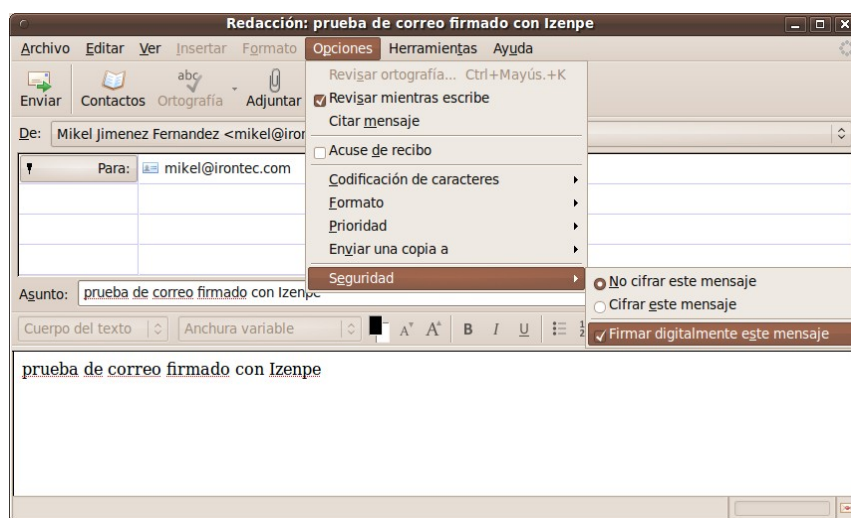 Redacción: prueba de correo firmado con Izenpe
Archivo Editar Ver Insertar Formato Opciones Herramientas Ayuda
Enviar Contactos Ortografía Adjuntar
Revisar ortografía... Ctrl+Mayús.+K
Revisar mientras escribe
Citar mensaje
Acuse de recibo
Codificación de caracteres
Formato
Prioridad
Enviar una copia a
Seguridad
No cifrar este mensaje
Cifrar este mensaje
Firmar digitalmente este mensaje
De: Mikel Jimenez Fernandez <mikel@iron
Para: mikel@irontec.com
Asunto: prueba de correo firmado con Izenpe
Cuerpo del texto Anchura variable A A B I U
prueba de correo firmado con Izenpe